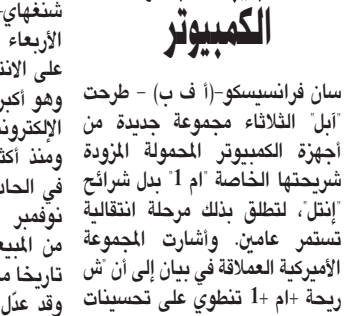 الكمبيوتر
سان فرانسيسكو-(أ ف ب) - طرحت
"آبل" الثلاثاء مجموعة جديدة من
أجهزة الكمبيوتر المحمولة المزودة
شريحتها الخاصة "ام 1" بدل شرائح
"إنتل"، لتطلق بذلك مرحلة انتقالية
تستمر عامين. وأشارت المجموعة
الأميركية العملاقة في بيان إلى أن "ش
ريحة +ام +1 تنطوي على تحسينات
شنغهاي-
الأربعاء
على الانت
وهو أكبر
الإلكترون
ومنذ أكث
في الحاد
نوفمبر
من المبيع
تاريخا م
وقد عدّل